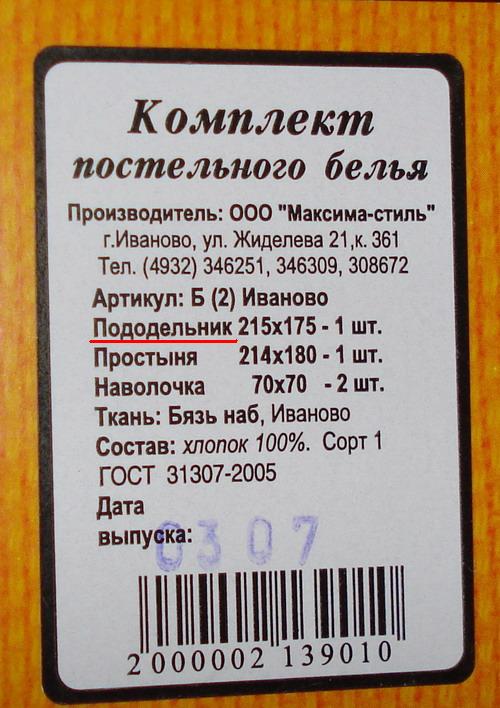 Комплект
постельного белья
Производитель: ООО "Максима-стиль"
г.Иваново, ул. Жиделева 21,к. 361
Тел. (4932) 346251, 346309, 308672
Артикул: Б (2) Иваново
Пододельник 215х175 - 1 шт.
Простыня 214х180 - 1 шт.
Наволочка 70х70 - 2 шт.
Ткань: Бязь наб, Иваново
Состав: хлопок 100%. Сорт 1
ГОСТ 31307-2005
Дата
выпуска: 0307
2 000002 139010